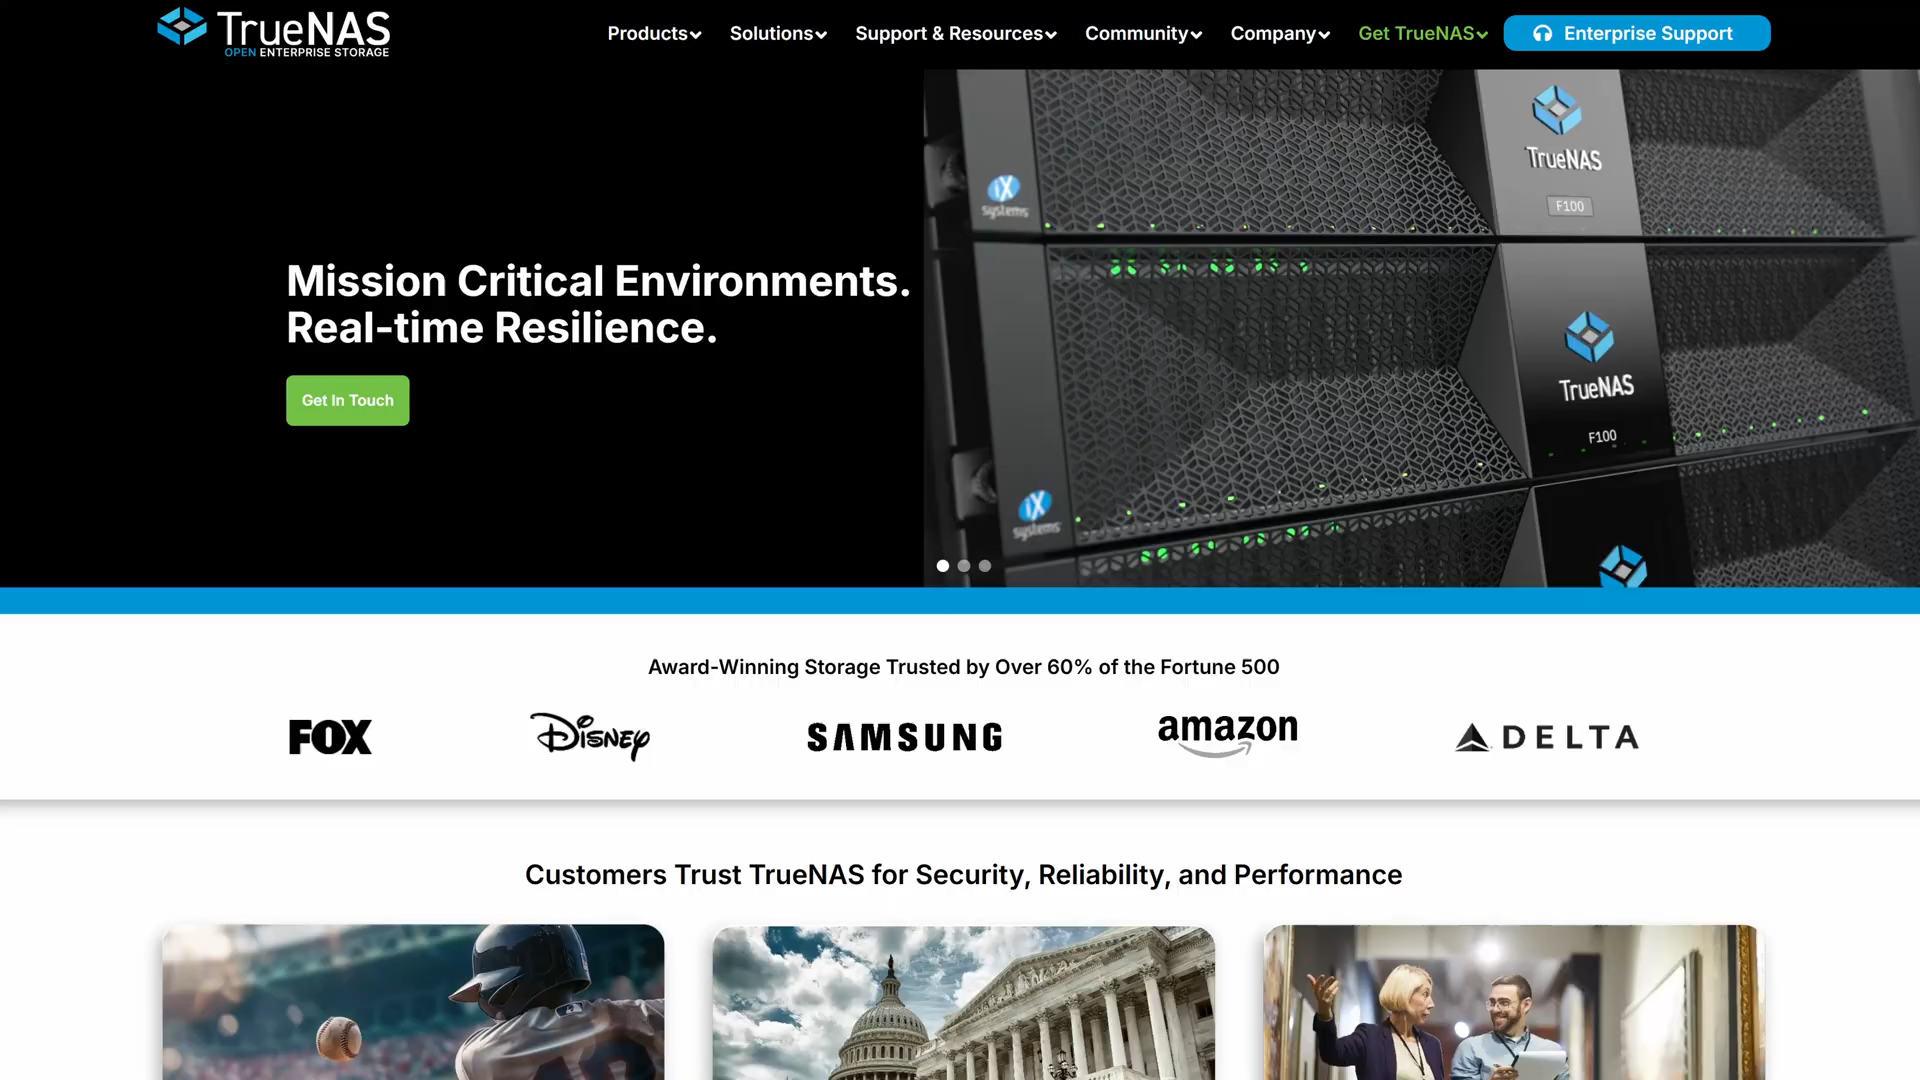 TrueNAS
OPEN ENTERPRISE STORAGE
Products
Solutions
Support & Resources
Community
Company
Get TrueNAS
Enterprise Support
iX
systems
TrueNAS
F100
Mission Critical Environments.
Real-time Resilience.
Get In Touch
TrueNAS
F100
iX
systems
Award-Winning Storage Trusted by Over 60% of the Fortune 500
FOX
Disney
SAMSUNG
amazon
DELTA
Customers Trust TrueNAS for Security, Reliability, and Performance